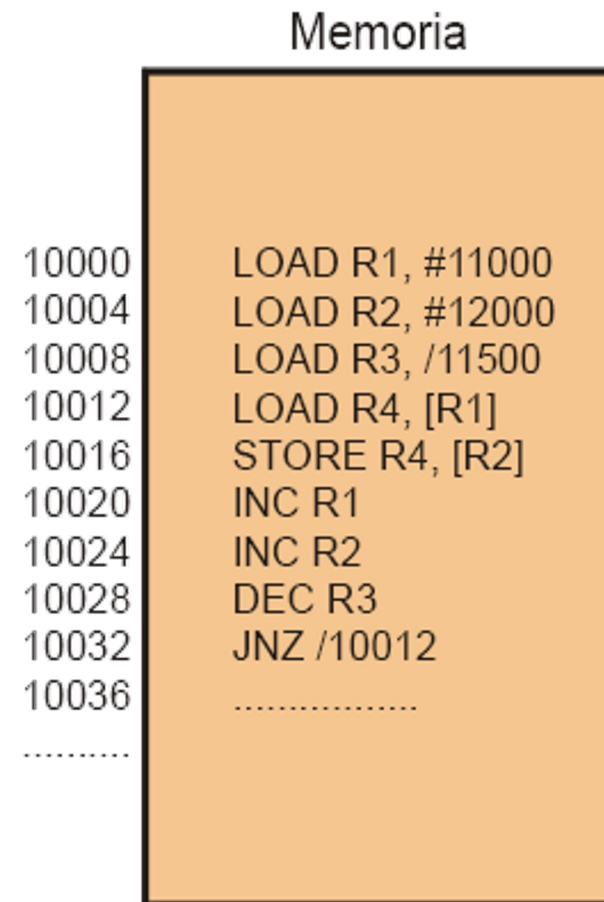 Memoria
10000 LOAD R1, #11000
10004 LOAD R2, #12000
10008 LOAD R3, /11500
10012 LOAD R4, [R1]
10016 STORE R4, [R2]
10020 INC R1
10024 INC R2
10028 DEC R3
10032 JNZ /10012
10036 .................
..........